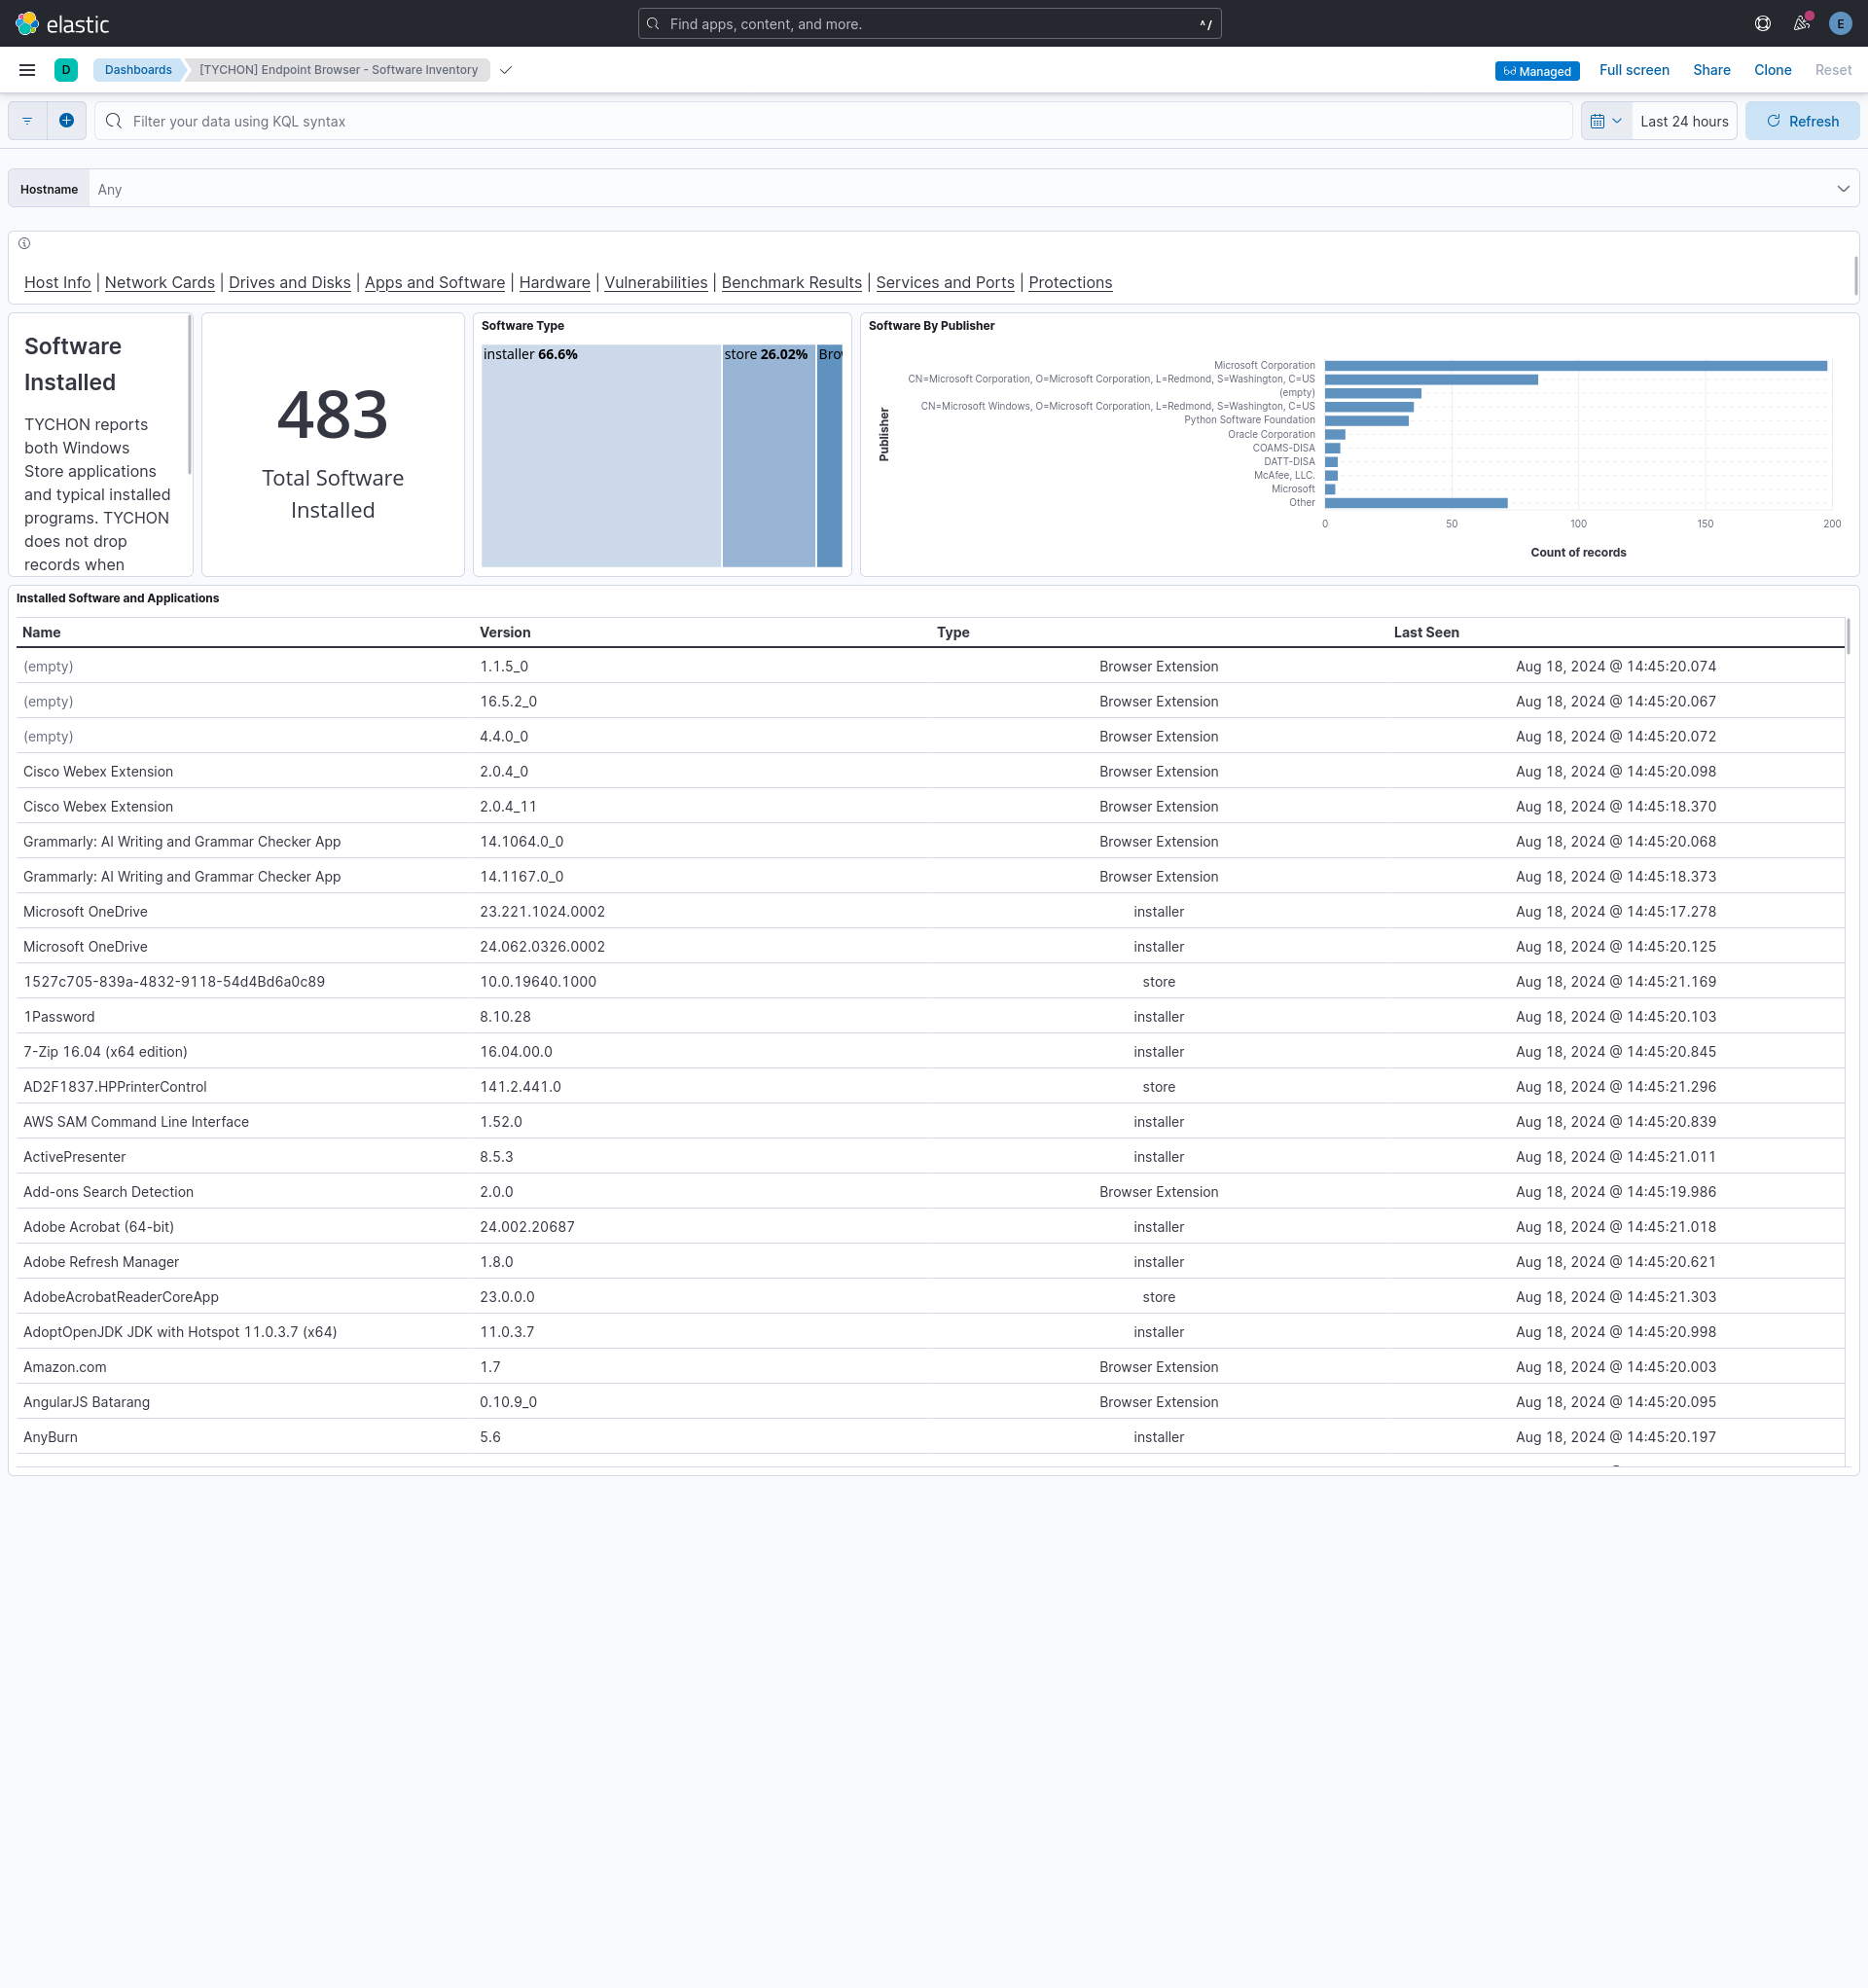 elastic
Find apps, content, and more.
^/
E
D
Dashboards
[TYCHON] Endpoint Browser - Software Inventory
Managed
Full screen
Share
Clone
Reset
Filter your data using KQL syntax
Last 24 hours
Refresh
Hostname
Any
Host Info | Network Cards | Drives and Disks | Apps and Software | Hardware | Vulnerabilities | Benchmark Results | Services and Ports | Protections
Software
Installed
TYCHON reports
both Windows
Store applications
and typical installed
programs. TYCHON
does not drop
records when
483
Total Software
Installed
Software Type
installer 66.6%
store 26.02%
Bro
Software By Publisher
Publisher
Microsoft Corporation
CN=Microsoft Corporation, O=Microsoft Corporation, L=Redmond, S=Washington, C=US
(empty)
CN=Microsoft Windows, O=Microsoft Corporation, L=Redmond, S=Washington, C=US
Python Software Foundation
Oracle Corporation
COAMS-DISA
DATT-DISA
McAfee, LLC.
Microsoft
Other
0 50 100 150 200
Count of records
Installed Software and Applications
Name Version Type Last Seen
(empty) 1.1.5_0 Browser Extension Aug 18, 2024 @ 14:45:20.074
(empty) 16.5.2_0 Browser Extension Aug 18, 2024 @ 14:45:20.067
(empty) 4.4.0_0 Browser Extension Aug 18, 2024 @ 14:45:20.072
Cisco Webex Extension 2.0.4_0 Browser Extension Aug 18, 2024 @ 14:45:20.098
Cisco Webex Extension 2.0.4_11 Browser Extension Aug 18, 2024 @ 14:45:18.370
Grammarly: AI Writing and Grammar Checker App 14.1064.0_0 Browser Extension Aug 18, 2024 @ 14:45:20.068
Grammarly: AI Writing and Grammar Checker App 14.1167.0_0 Browser Extension Aug 18, 2024 @ 14:45:18.373
Microsoft OneDrive 23.221.1024.0002 installer Aug 18, 2024 @ 14:45:17.278
Microsoft OneDrive 24.062.0326.0002 installer Aug 18, 2024 @ 14:45:20.125
1527c705-839a-4832-9118-54d4Bd6a0c89 10.0.19640.1000 store Aug 18, 2024 @ 14:45:21.169
1Password 8.10.28 installer Aug 18, 2024 @ 14:45:20.103
7-Zip 16.04 (x64 edition) 16.04.00.0 installer Aug 18, 2024 @ 14:45:20.845
AD2F1837.HPPrinterControl 141.2.441.0 store Aug 18, 2024 @ 14:45:21.296
AWS SAM Command Line Interface 1.52.0 installer Aug 18, 2024 @ 14:45:20.839
ActivePresenter 8.5.3 installer Aug 18, 2024 @ 14:45:21.011
Add-ons Search Detection 2.0.0 Browser Extension Aug 18, 2024 @ 14:45:19.986
Adobe Acrobat (64-bit) 24.002.20687 installer Aug 18, 2024 @ 14:45:21.018
Adobe Refresh Manager 1.8.0 installer Aug 18, 2024 @ 14:45:20.621
AdobeAcrobatReaderCoreApp 23.0.0.0 store Aug 18, 2024 @ 14:45:21.303
AdoptOpenJDK JDK with Hotspot 11.0.3.7 (x64) 11.0.3.7 installer Aug 18, 2024 @ 14:45:20.998
Amazon.com 1.7 Browser Extension Aug 18, 2024 @ 14:45:20.003
AngularJS Batarang 0.10.9_0 Browser Extension Aug 18, 2024 @ 14:45:20.095
AnyBurn 5.6 installer Aug 18, 2024 @ 14:45:20.197